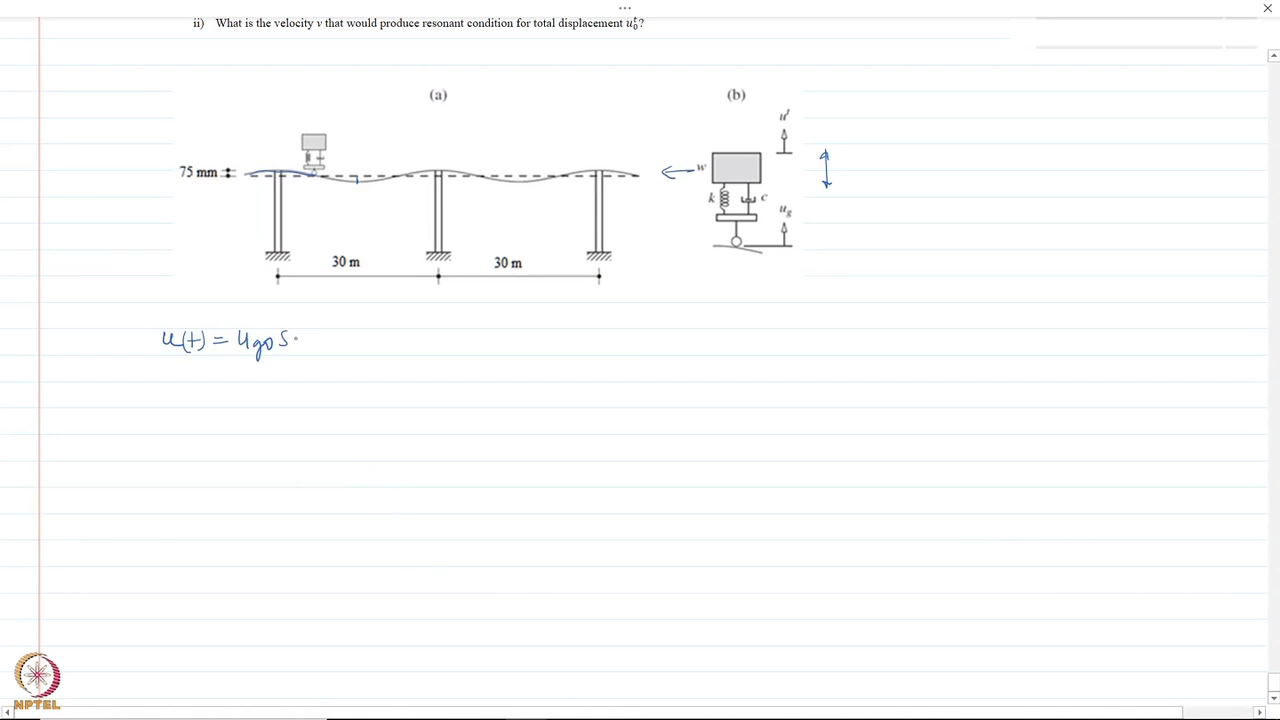 ii) What is the velocity v that would produce resonant condition for total displacement u₀ᵗ?
(a) (b)
uᵗ
75 mm w
k c
u_g
30 m 30 m
u(t) = u_go s
NPTEL